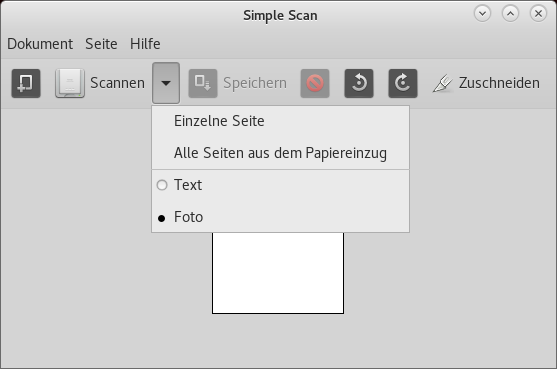 Simple Scan
Dokument Seite Hilfe
Scannen Speichern Zuschneiden
Einzelne Seite
Alle Seiten aus dem Papiereinzug
Text
Foto